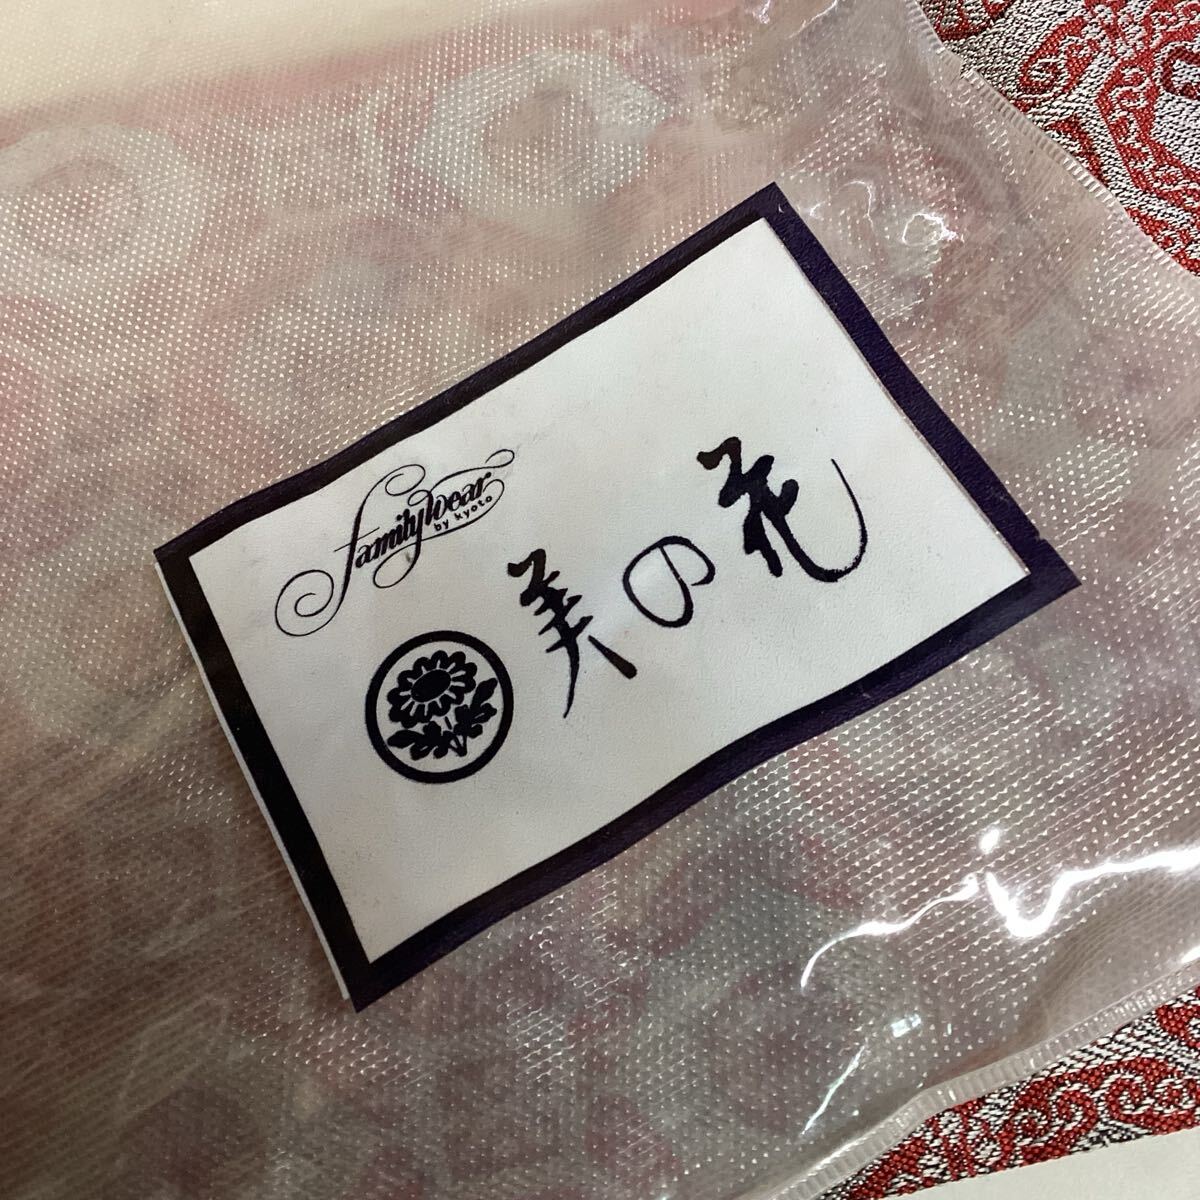 familywear
by kyoto
美の花